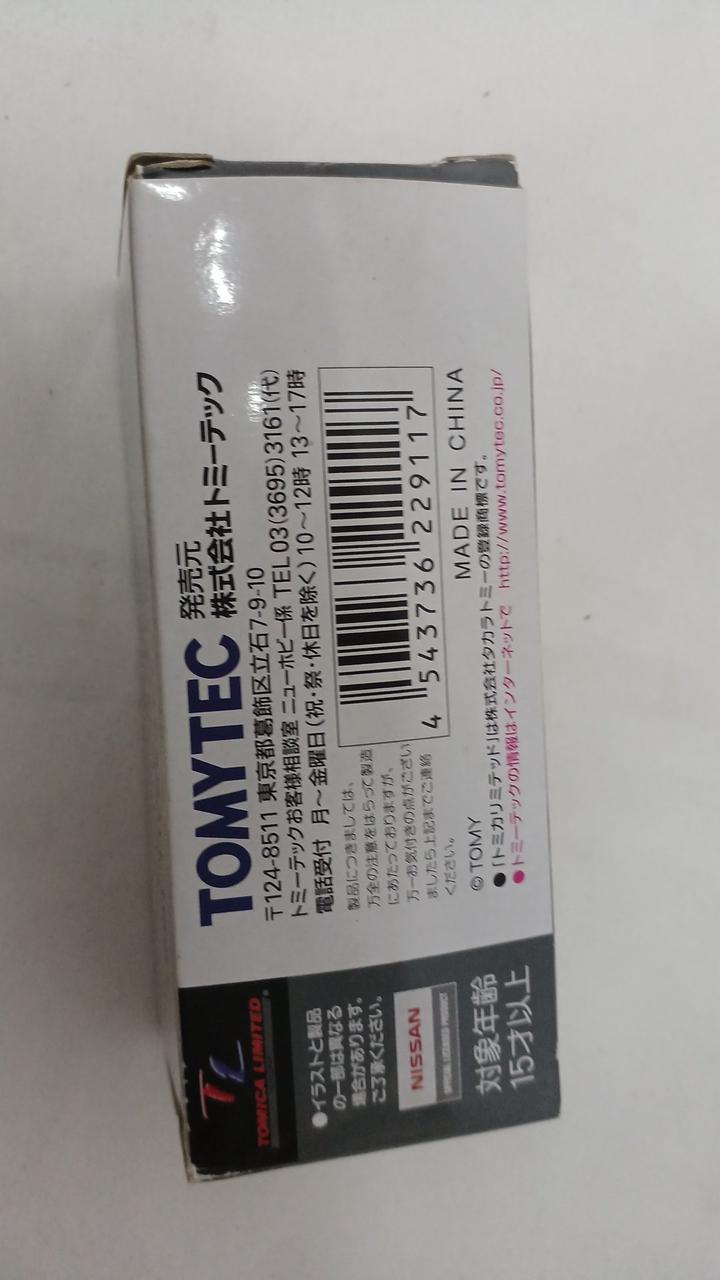 TOMYTEC 発売元
株式会社トミーテック
〒124-8511 東京都葛飾区立石7-9-10
トミーテックお客様相談室 ニューホビー係 TEL 03(3695)3161(代)
電話受付 月～金曜日(祝・祭・休日を除く)10～12時 13～17時
製品につきましては、
万全の注意をはらって製造
にあたっておりますが、
万一お気付きの点がござい
ましたら上記までご連絡
ください。
4 543736 229117
MADE IN CHINA
© TOMY
●「トミカリミテッド」は株式会社タカラトミーの登録商標です。
●トミーテックの情報はインターネットで http://www.tomytec.co.jp/
TL
TOMICA LIMITED
●イラストと製品
の一部は異なる
場合があります。
ご了承ください。
NISSAN
対象年齢
15才以上